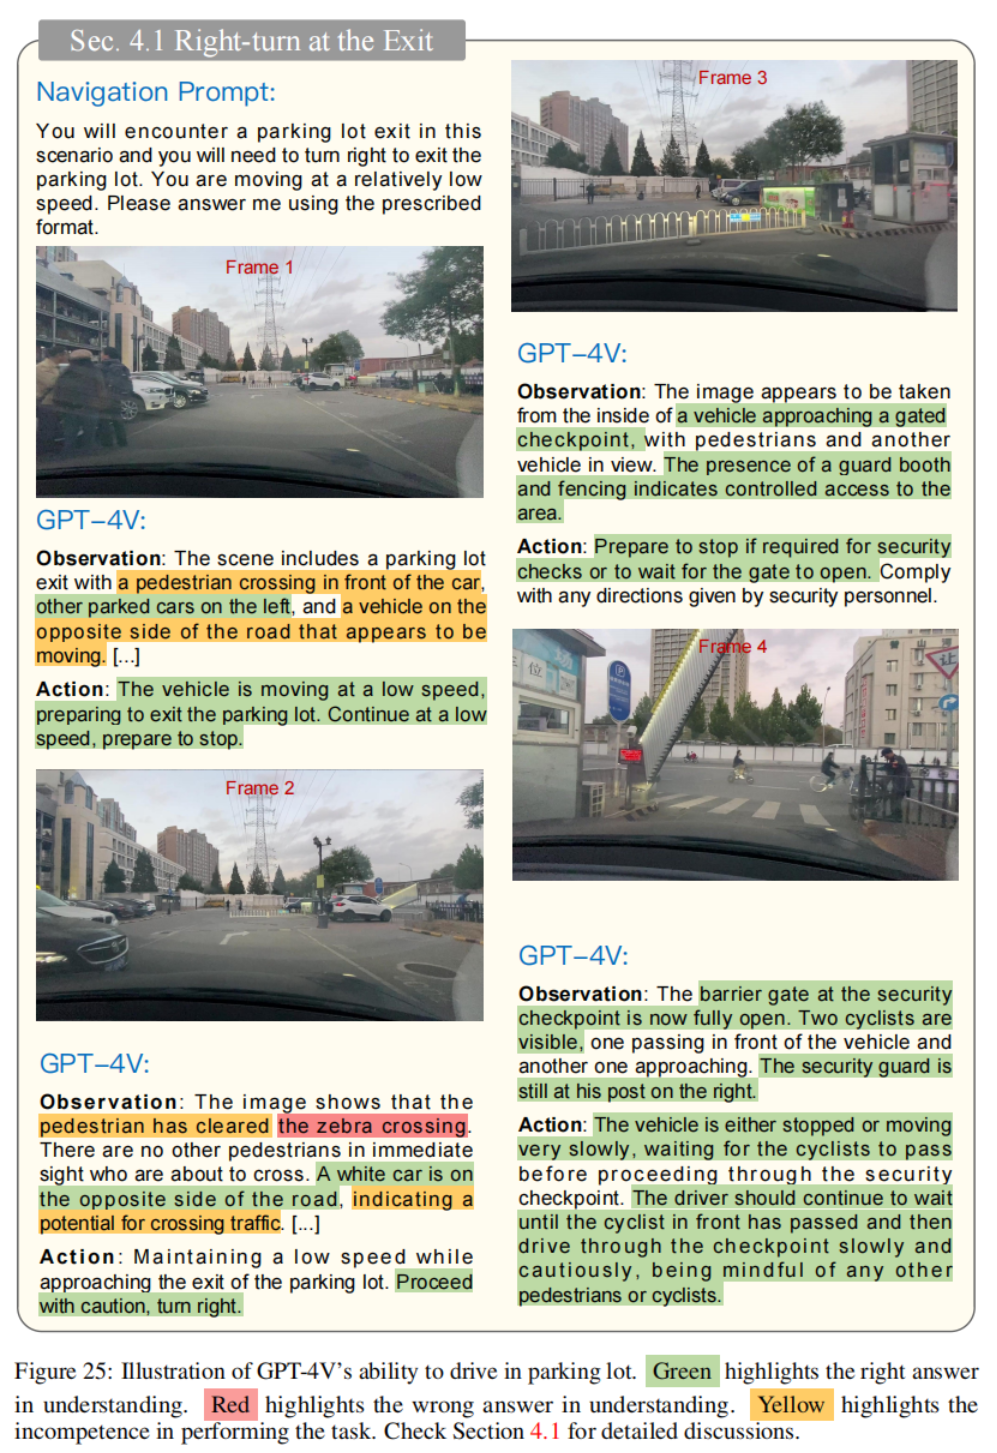 Sec. 4.1 Right-turn at the Exit
Navigation Prompt:
You will encounter a parking lot exit in this
scenario and you will need to turn right to exit the
parking lot. You are moving at a relatively low
speed. Please answer me using the prescribed
format.
Frame 1
GPT-4V:
Observation: The scene includes a parking lot
exit with a pedestrian crossing in front of the car,
other parked cars on the left, and a vehicle on the
opposite side of the road that appears to be
moving. [...]
Action: The vehicle is moving at a low speed,
preparing to exit the parking lot. Continue at a low
speed, prepare to stop.
Frame 2
GPT-4V:
Observation: The image shows that the
pedestrian has cleared the zebra crossing.
There are no other pedestrians in immediate
sight who are about to cross. A white car is on
the opposite side of the road, indicating a
potential for crossing traffic. [...]
Action: Maintaining a low speed while
approaching the exit of the parking lot. Proceed
with caution, turn right.
Frame 3
GPT-4V:
Observation: The image appears to be taken
from the inside of a vehicle approaching a gated
checkpoint, with pedestrians and another
vehicle in view. The presence of a guard booth
and fencing indicates controlled access to the
area.
Action: Prepare to stop if required for security
checks or to wait for the gate to open. Comply
with any directions given by security personnel.
Frame 4
位
P
让
GPT-4V:
Observation: The barrier gate at the security
checkpoint is now fully open. Two cyclists are
visible, one passing in front of the vehicle and
another one approaching. The security guard is
still at his post on the right.
Action: The vehicle is either stopped or moving
very slowly, waiting for the cyclists to pass
before proceeding through the security
checkpoint. The driver should continue to wait
until the cyclist in front has passed and then
drive through the checkpoint slowly and
cautiously, being mindful of any other
pedestrians or cyclists.
Figure 25: Illustration of GPT-4V's ability to drive in parking lot. Green highlights the right answer
in understanding. Red highlights the wrong answer in understanding. Yellow highlights the
incompetence in performing the task. Check Section 4.1 for detailed discussions.